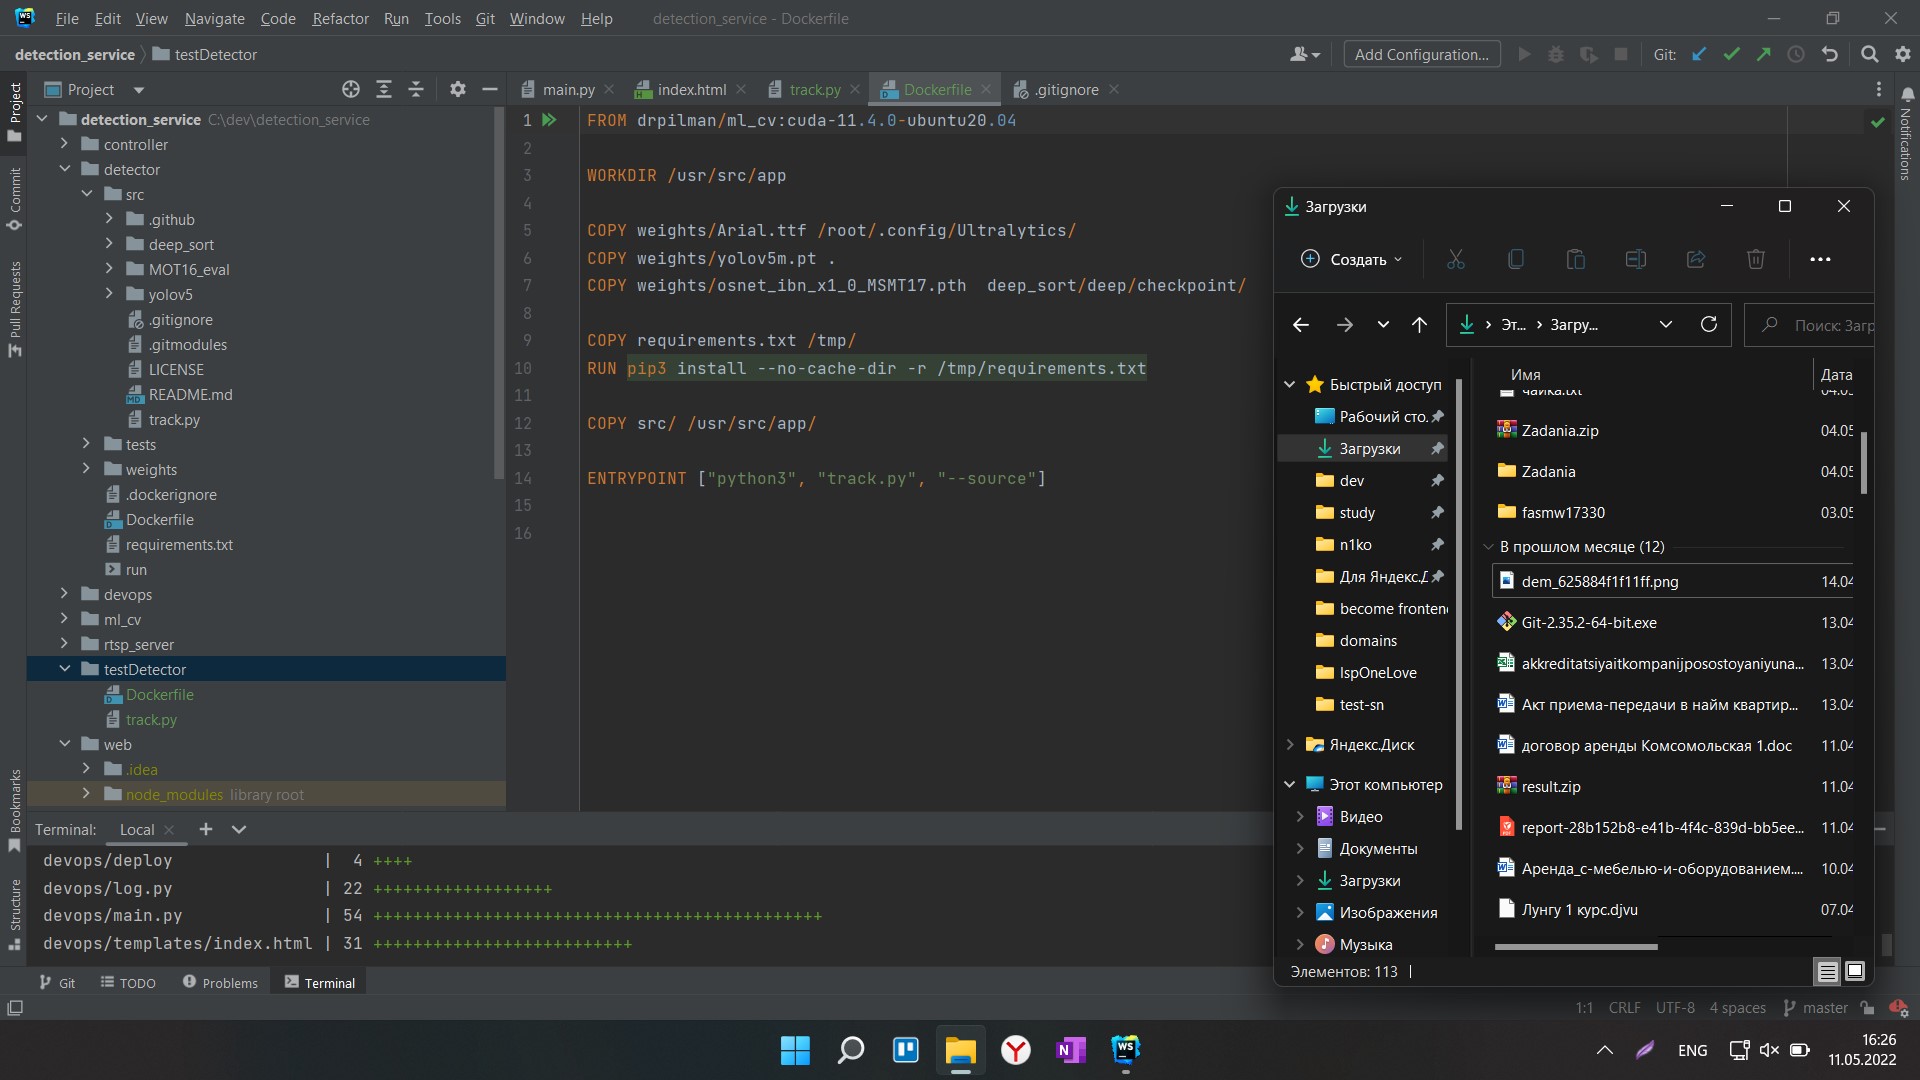 File Edit View Navigate Code Refactor Run Tools Git Window Help detection_service - Dockerfile
detection_service testDetector
Add Configuration... Git:
Project
main.py index.html track.py Dockerfile .gitignore
detection_service C:\dev\detection_service
controller
detector
src
.github
deep_sort
MOT16_eval
yolov5
.gitignore
.gitmodules
LICENSE
README.md
track.py
tests
weights
.dockerignore
Dockerfile
requirements.txt
run
devops
ml_cv
rtsp_server
testDetector
Dockerfile
track.py
web
.idea
node_modules library root
Project
Commit
Pull Requests
Bookmarks
Structure
Notifications
1 FROM drpilman/ml_cv:cuda-11.4.0-ubuntu20.04
2
3 WORKDIR /usr/src/app
4
5 COPY weights/Arial.ttf /root/.config/Ultralytics/
6 COPY weights/yolov5m.pt .
7 COPY weights/osnet_ibn_x1_0_MSMT17.pth  deep_sort/deep/checkpoint/
8
9 COPY requirements.txt /tmp/
10 RUN pip3 install --no-cache-dir -r /tmp/requirements.txt
11
12 COPY src/ /usr/src/app/
13
14 ENTRYPOINT ["python3", "track.py", "--source"]
15
16
Terminal: Local
devops/deploy | 4 ++++
devops/log.py | 22 ++++++++++++++++++
devops/main.py | 54 +++++++++++++++++++++++++++++++++++++++++++++
devops/templates/index.html | 31 ++++++++++++++++++++++++++
Git TODO Problems Terminal
1:1 CRLF UTF-8 4 spaces master
Загрузки
Создать
Эт... Загру...
Поиск: Загр
Быстрый доступ
Рабочий сто.
Загрузки
dev
study
n1ko
Для Яндекс.Д
become fronten
domains
IspOneLove
test-sn
Яндекс.Диск
Этот компьютер
Видео
Документы
Загрузки
Изображения
Музыка
Имя Дата
чайка.txt 04.05
Zadania.zip 04.05
Zadania 04.05
fasmw17330 03.05
В прошлом месяце (12)
dem_625884f1f11ff.png 14.04
Git-2.35.2-64-bit.exe 13.04
akkreditatsiyaitkompanijposostoyaniyuna... 13.04
Акт приема-передачи в найм квартир... 13.04
договор аренды Комсомольская 1.doc 11.04
result.zip 11.04
report-28b152b8-e41b-4f4c-839d-bb5ee... 11.04
Аренда_с-мебелью-и-оборудованием.... 10.04
Лунгу 1 курс.djvu 07.04
Элементов: 113
ENG
16:26
11.05.2022